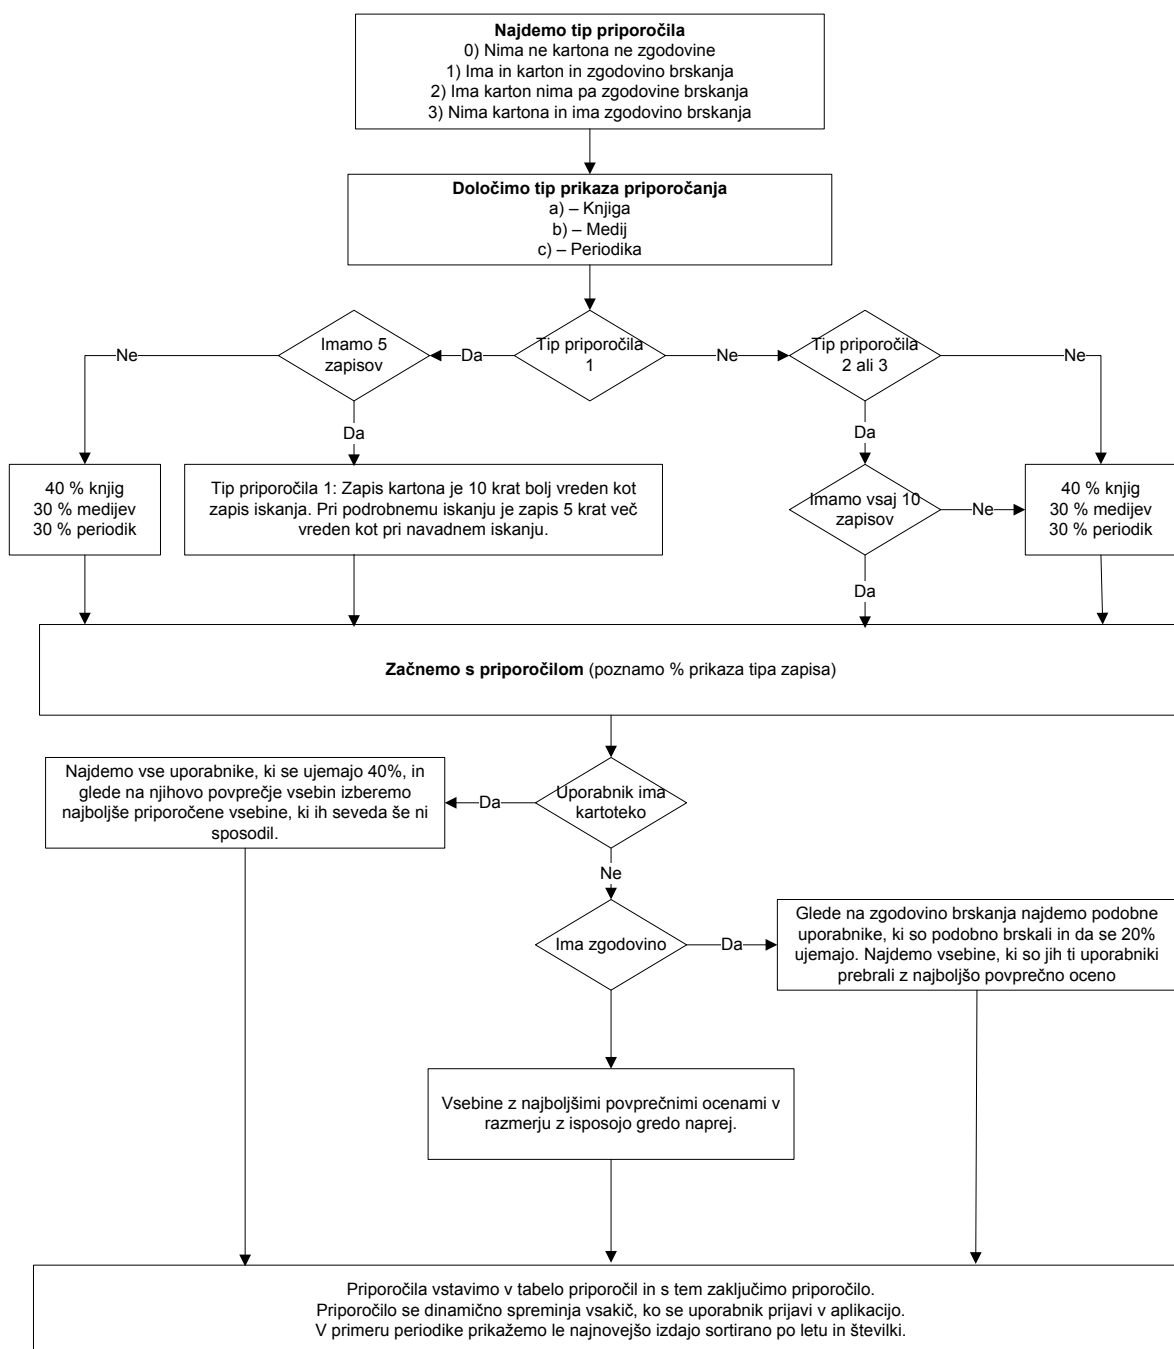 Najdemo tip priporočila
0) Nima ne kartona ne zgodovine
1) Ima in karton in zgodovino brskanja
2) Ima karton nima pa zgodovine brskanja
3) Nima kartona in ima zgodovino brskanja
Določimo tip prikaza priporočanja
a) – Knjiga
b) – Medij
c) – Periodika
Imamo 5
zapisov
Tip priporočila
1
Tip priporočila
2 ali 3
Ne
Da
Ne
Ne
Da
Da
40 % knjig
30 % medijev
30 % periodik
Tip priporočila 1: Zapis kartona je 10 krat bolj vreden kot
zapis iskanja. Pri podrobnemu iskanju je zapis 5 krat več
vreden kot pri navadnem iskanju.
Imamo vsaj 10
zapisov
Ne
40 % knjig
30 % medijev
30 % periodik
Da
Začnemo s priporočilom (poznamo % prikaza tipa zapisa)
Najdemo vse uporabnike, ki se ujemajo 40%, in
glede na njihovo povprečje vsebin izberemo
najboljše priporočene vsebine, ki ih seveda še ni
sposodil.
Da
Uporabnik ima
kartoteko
Ne
Ima zgodovino
Da
Glede na zgodovino brskanja najdemo podobne
uporabnike, ki so podobno brskali in da se 20%
ujemajo. Najdemo vsebine, ki so jih ti uporabniki
prebrali z najboljšo povprečno oceno
Vsebine z najboljšimi povprečnimi ocenami v
razmerju z isposojo gredo naprej.
Priporočila vstavimo v tabelo priporočil in s tem zaključimo priporočilo.
Priporočilo se dinamično spreminja vsakič, ko se uporabnik prijavi v aplikacijo.
V primeru periodike prikažemo le najnovejšo izdajo sortirano po letu in številki.